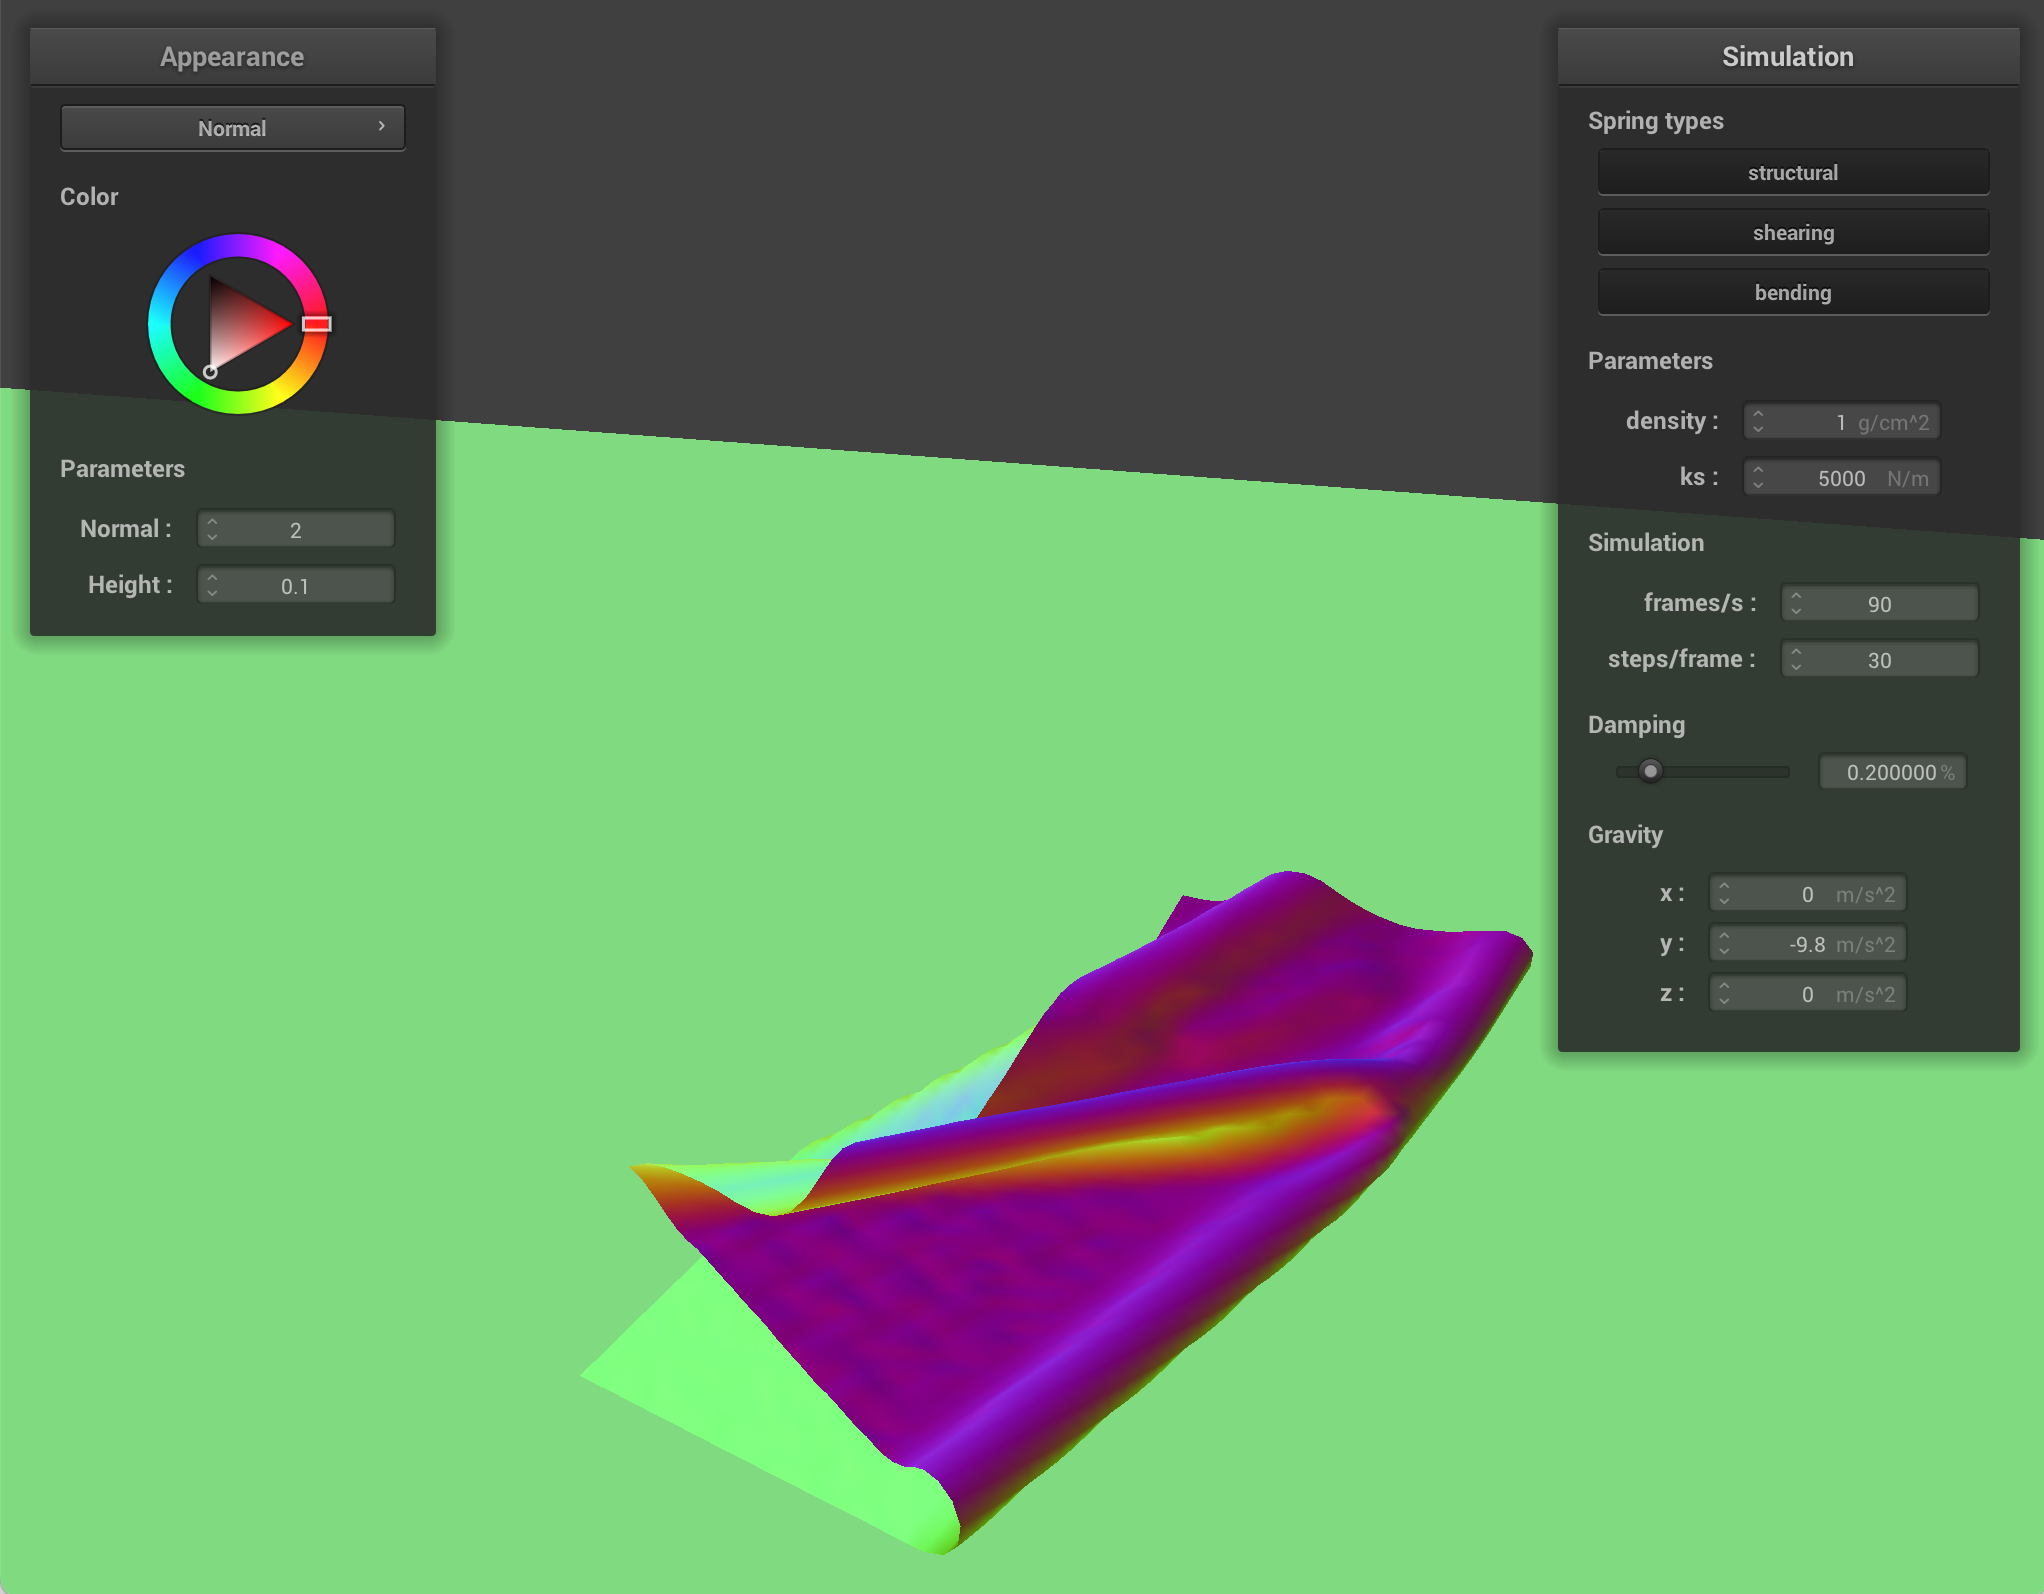 Appearance
Normal
Color
Parameters
Normal : 2
Height : 0.1
Simulation
Spring types
structural
shearing
bending
Parameters
density : 1 g/cm^2
ks : 5000 N/m
Simulation
frames/s : 90
steps/frame : 30
Damping
0.200000 %
Gravity
x : 0 m/s^2
y : -9.8 m/s^2
z : 0 m/s^2